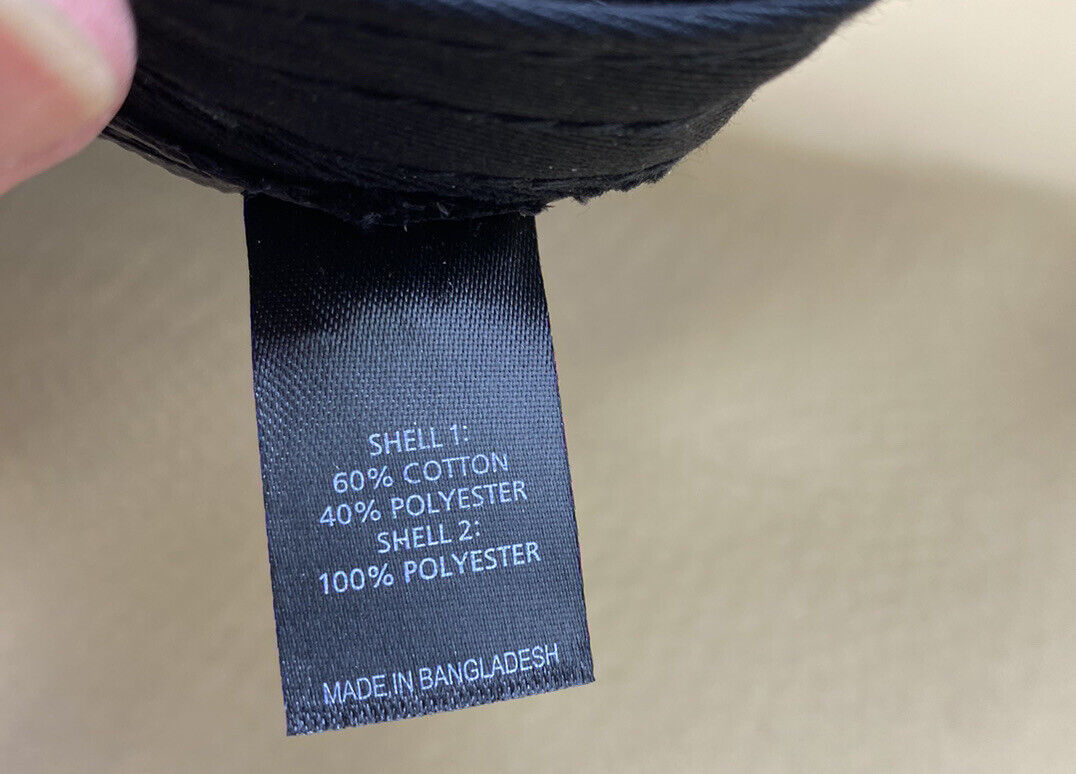 SHELL 1:
60% COTTON
40% POLYESTER
SHELL 2:
100% POLYESTER
MADE IN BANGLADESH